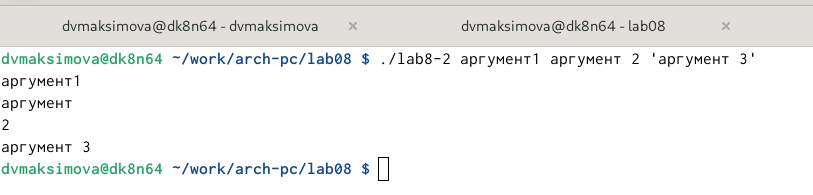 dvmaksimova@dk8n64 - dvmaksimova × dvmaksimova@dk8n64 - lab08 ×
dvmaksimova@dk8n64 ~/work/arch-pc/lab08 $ ./lab8-2 аргумент1 аргумент 2 'аргумент 3'
аргумент1
аргумент
2
аргумент 3
dvmaksimova@dk8n64 ~/work/arch-pc/lab08 $